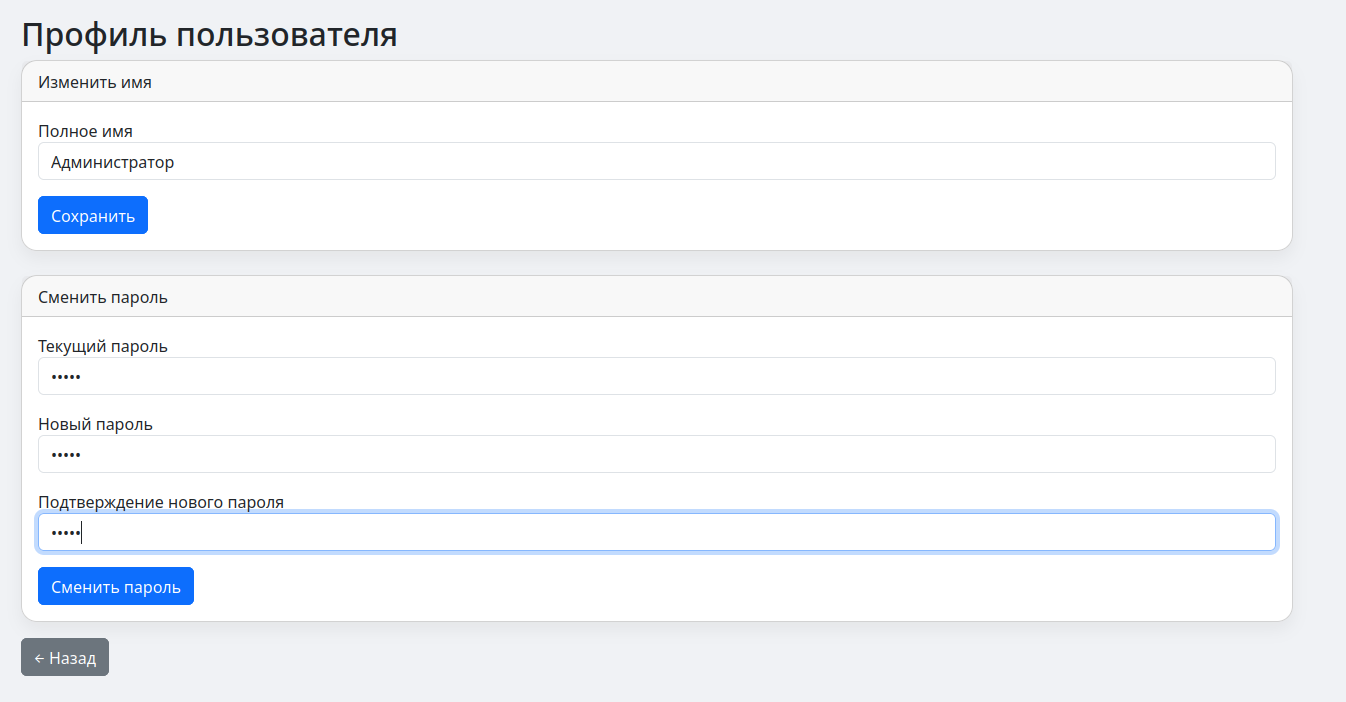 Профиль пользователя
Изменить имя
Полное имя
Администратор
Сохранить
Сменить пароль
Текущий пароль
•••••
Новый пароль
•••••
Подтверждение нового пароля
•••••
Сменить пароль
← Назад